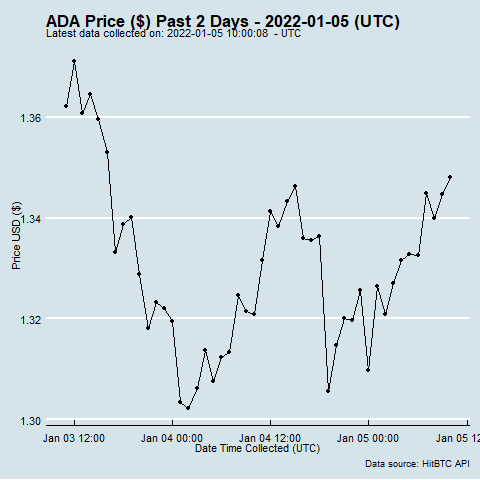 ADA Price ($) Past 2 Days - 2022-01-05 (UTC)
Latest data collected on: 2022-01-05 10:00:08 - UTC
1.36
1.34
1.32
1.30
Price USD ($)
Jan 03 12:00 Jan 04 00:00 Jan 04 12:00 Jan 05 00:00 Jan 05 12
Date Time Collected (UTC)
Data source: HitBTC API